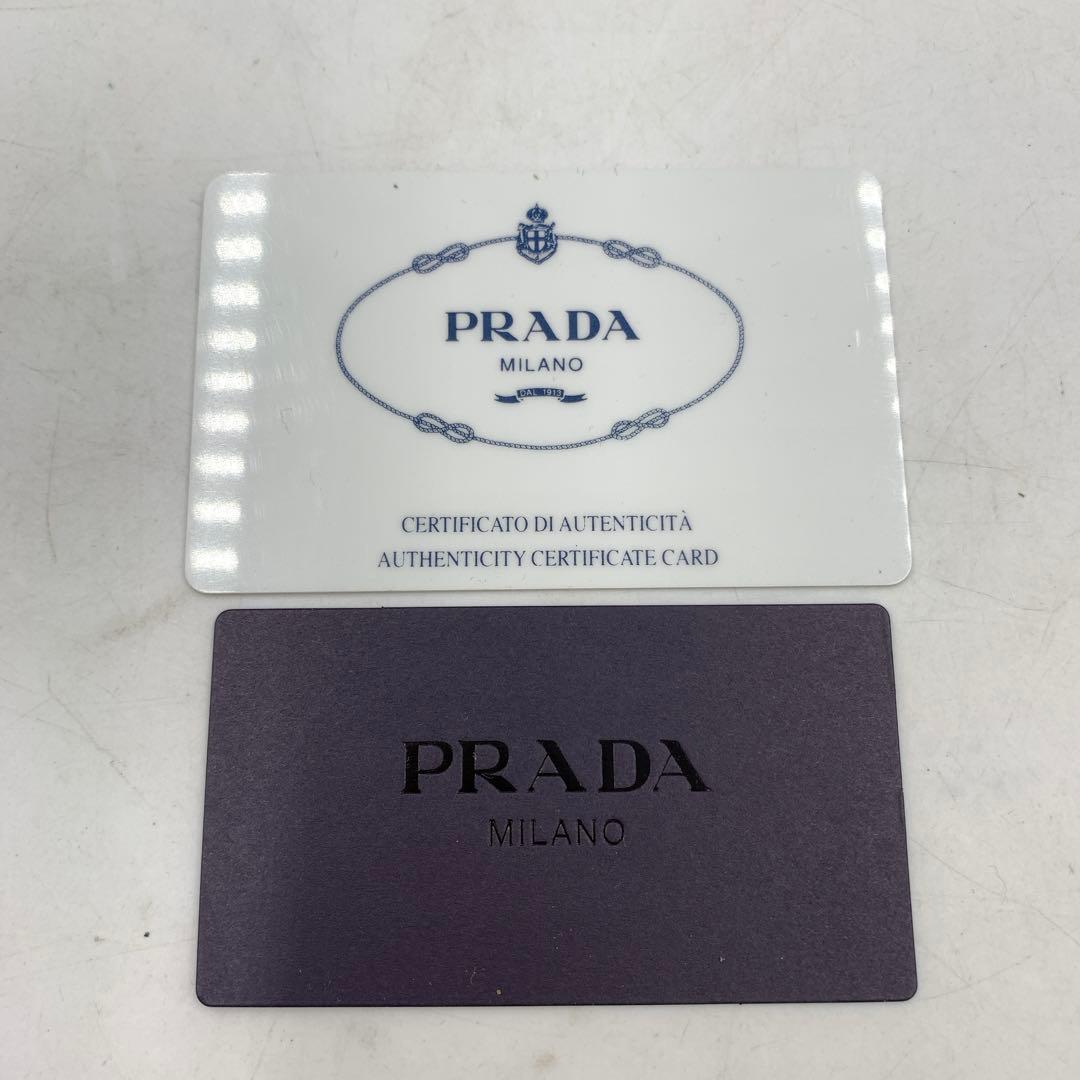 PRADA
MILANO
DAL 1913
CERTIFICATO DI AUTENTICITÀ
AUTHENTICITY CERTIFICATE CARD
PRADA
MILANO